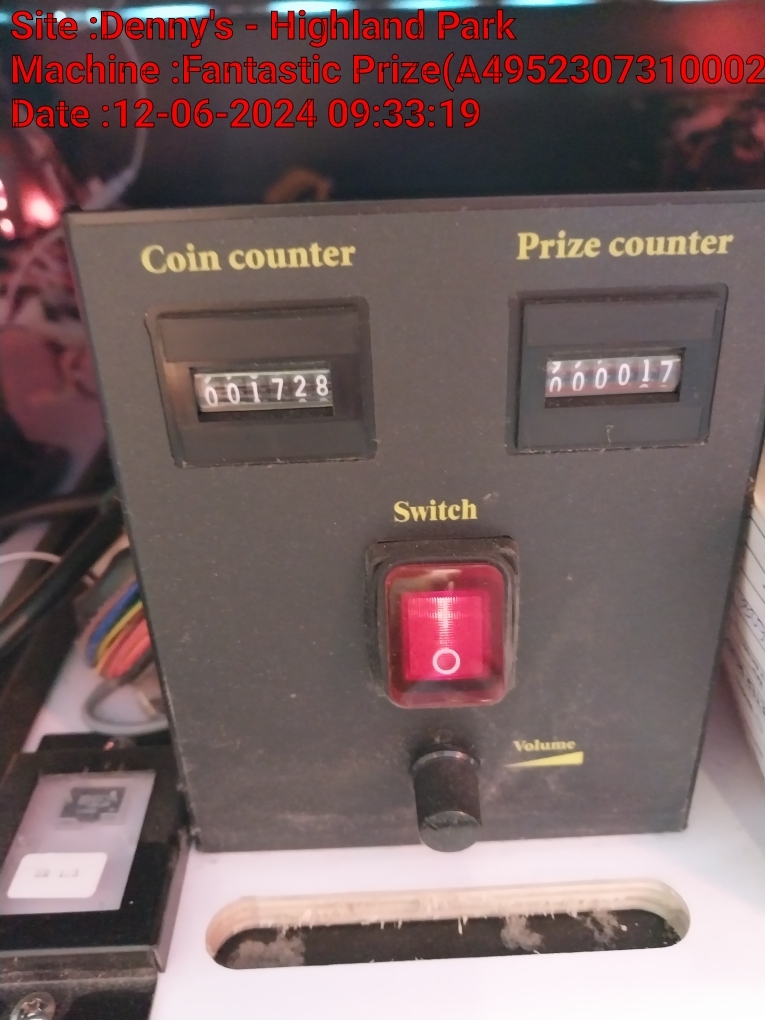 Site :Denny's - Highland Park
Machine :Fantastic Prize(A4952307310002
Date :12-06-2024 09:33:19
Coin counter
Prize counter
001728
000017
Switch
Volume